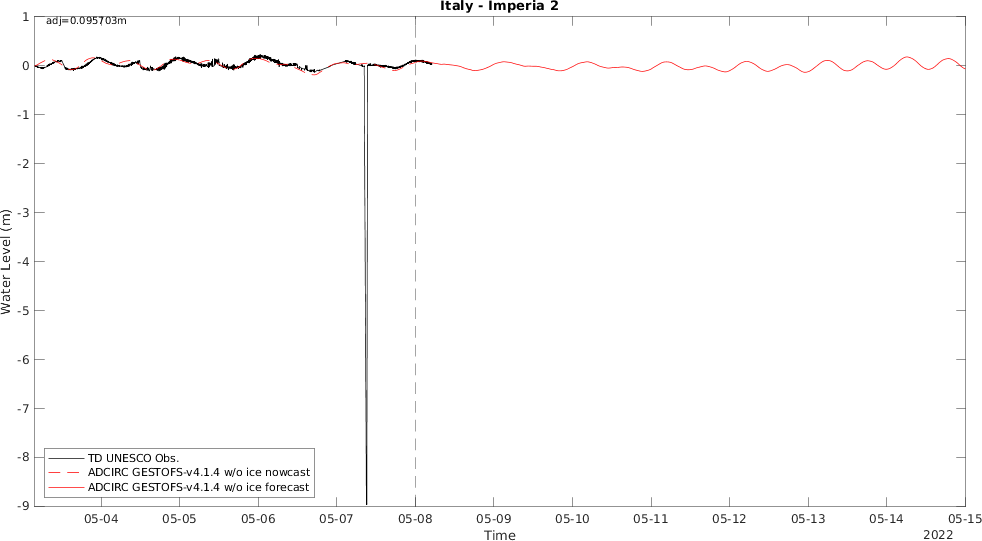 Italy - Imperia 2
adj=0.095703m
1
0
-1
-2
-3
-4
-5
-6
-7
-8
-9
Water Level (m)
TD UNESCO Obs.
ADCIRC GESTOFS-v4.1.4 w/o ice nowcast
ADCIRC GESTOFS-v4.1.4 w/o ice forecast
05-04 05-05 05-06 05-07 05-08 05-09 05-10 05-11 05-12 05-13 05-14 05-15
Time
2022